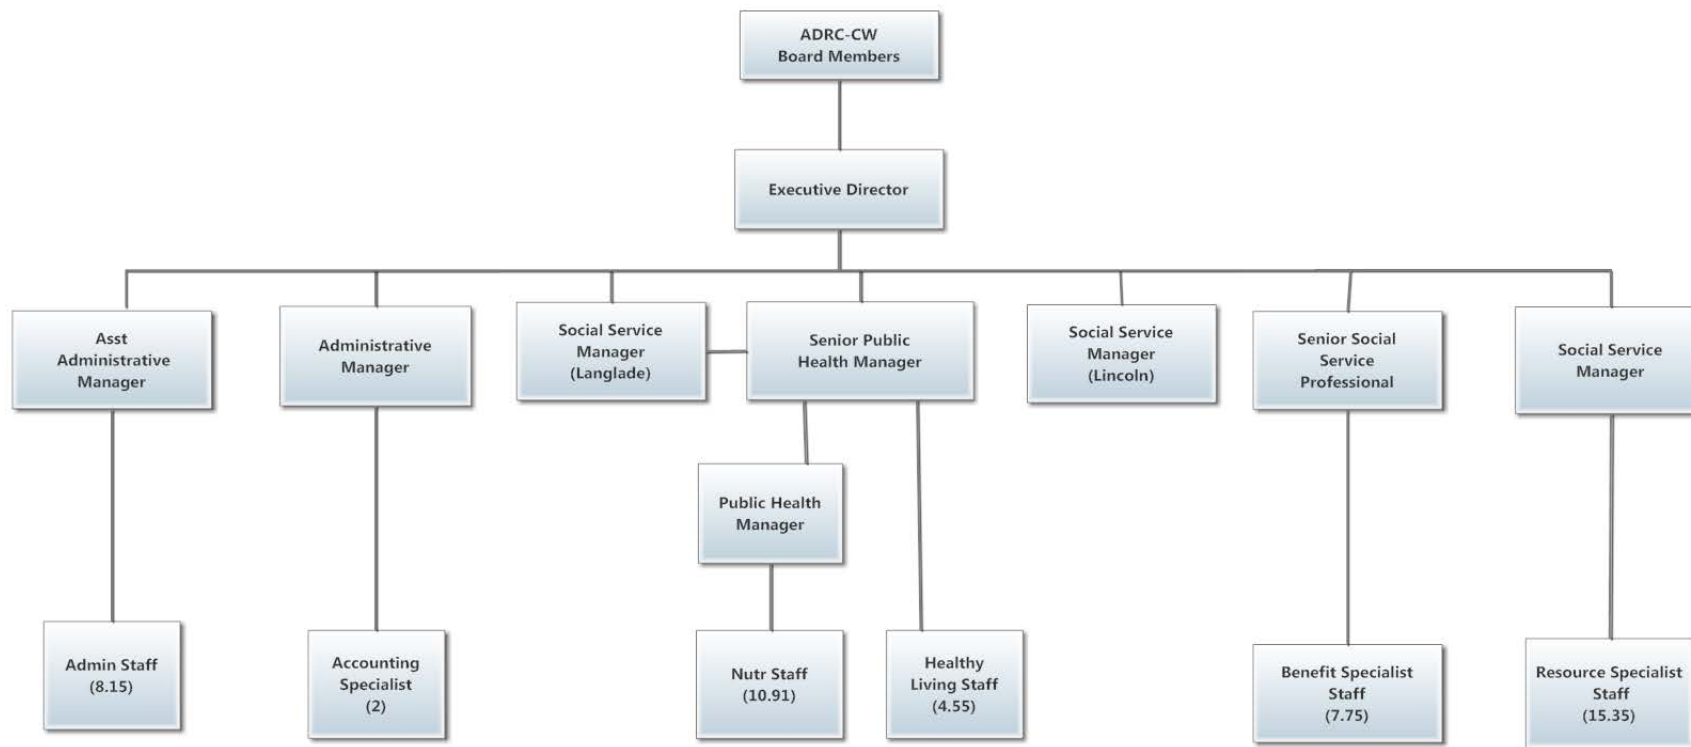 ADRC-CW
Board Members
Executive Director
Asst
Administrative
Manager
Administrative
Manager
Social Service
Manager
(Langlade)
Senior Public
Health Manager
Social Service
Manager
(Lincoln)
Senior Social
Service
Professional
Social Service
Manager
Public Health
Manager
Admin Staff
(8.15)
Accounting
Specialist
(2)
Nutr Staff
(10.91)
Healthy
Living Staff
(4.55)
Benefit Specialist
Staff
(7.75)
Resource Specialist
Staff
(15.35)